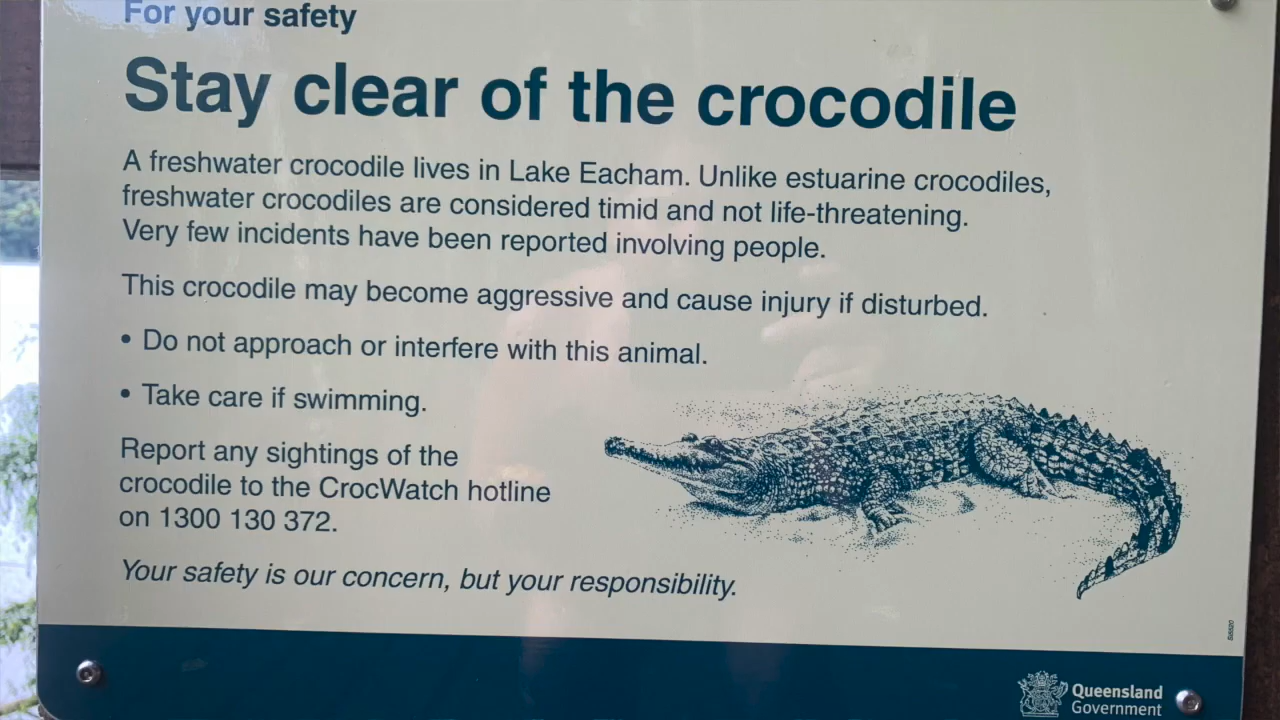 For your safety
Stay clear of the crocodile
A freshwater crocodile lives in Lake Eacham. Unlike estuarine crocodiles,
freshwater crocodiles are considered timid and not life-threatening.
Very few incidents have been reported involving people.
This crocodile may become aggressive and cause injury if disturbed.
• Do not approach or interfere with this animal.
• Take care if swimming.
Report any sightings of the
crocodile to the CrocWatch hotline
on 1300 130 372.
Your safety is our concern, but your responsibility.
Queensland
Government